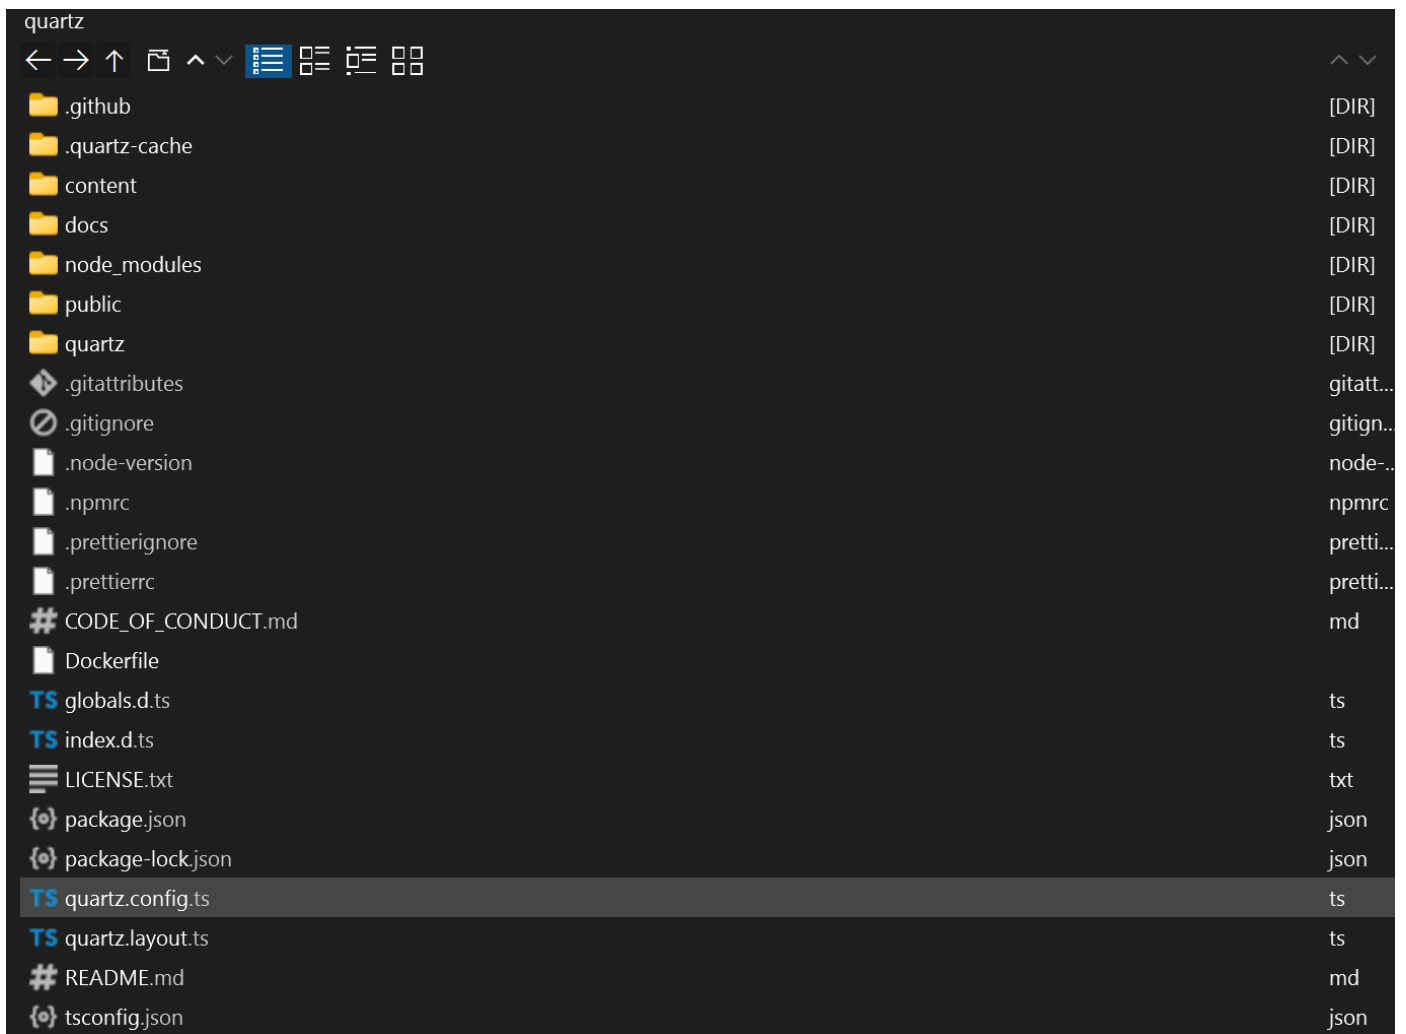 quartz
.github [DIR]
.quartz-cache [DIR]
content [DIR]
docs [DIR]
node_modules [DIR]
public [DIR]
quartz [DIR]
.gitattributes gitatt...
.gitignore gitign...
.node-version node-...
.npmrc npmrc
.prettierignore pretti...
.prettierrc pretti...
CODE_OF_CONDUCT.md md
Dockerfile
TS globals.d.ts ts
TS index.d.ts ts
LICENSE.txt txt
package.json json
package-lock.json json
TS quartz.config.ts ts
TS quartz.layout.ts ts
README.md md
tsconfig.json json